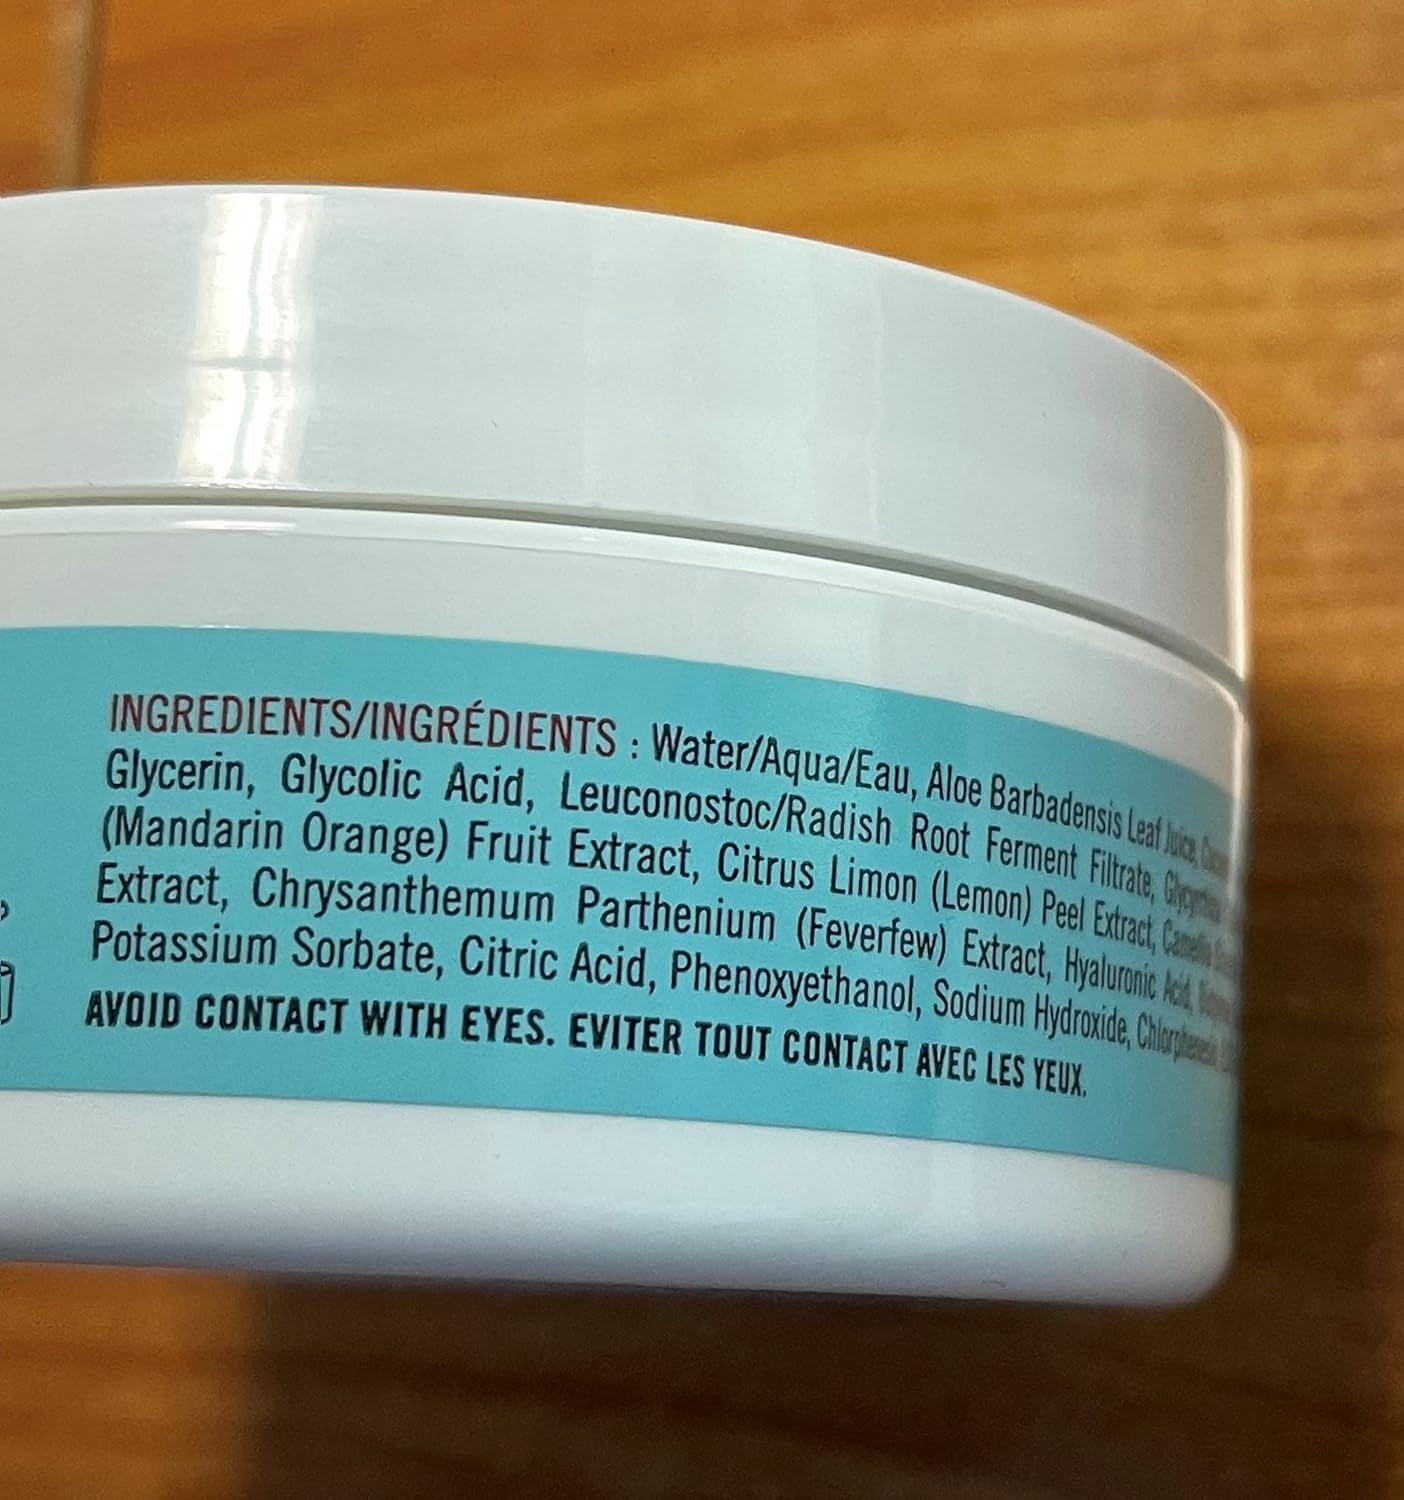 INGREDIENTS/INGRÉDIENTS : Water/Aqua/Eau, Aloe Barbadensis Leaf Juice,
Glycerin, Glycolic Acid, Leuconostoc/Radish Root Ferment Filtrate,
(Mandarin Orange) Fruit Extract, Citrus Limon (Lemon) Peel Extract, Camellia
Extract, Chrysanthemum Parthenium (Feverfew) Extract, Hyaluronic Acid,
Potassium Sorbate, Citric Acid, Phenoxyethanol, Sodium Hydroxide, Chlorphenesin,
AVOID CONTACT WITH EYES. EVITER TOUT CONTACT AVEC LES YEUX.